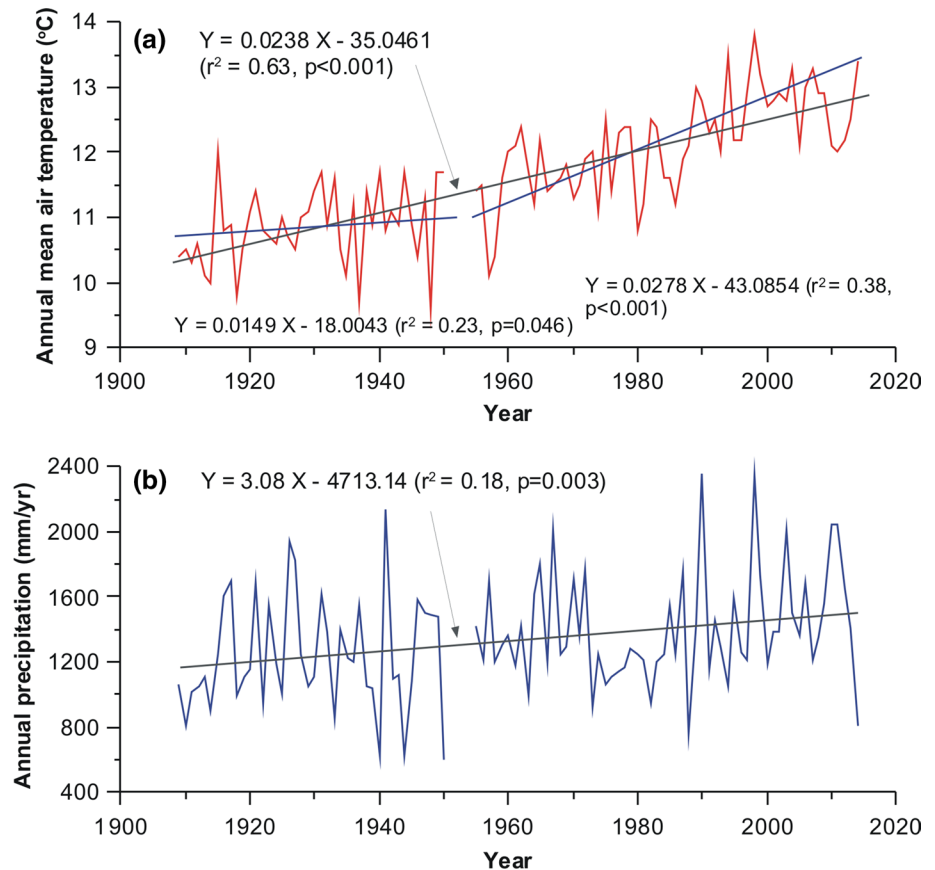 (a)
Y = 0.0238 X - 35.0461
(r² = 0.63, p<0.001)
Annual mean air temperature (°C)
14
13
12
11
10
9
Y = 0.0278 X - 43.0854 (r² = 0.38,
p<0.001)
Y = 0.0149 X - 18.0043 (r² = 0.23, p=0.046)
1900 1920 1940 1960 1980 2000 2020
Year
(b)
Y = 3.08 X - 4713.14 (r² = 0.18, p=0.003)
Annual precipitation (mm/yr)
2400
2000
1600
1200
800
400
1900 1920 1940 1960 1980 2000 2020
Year